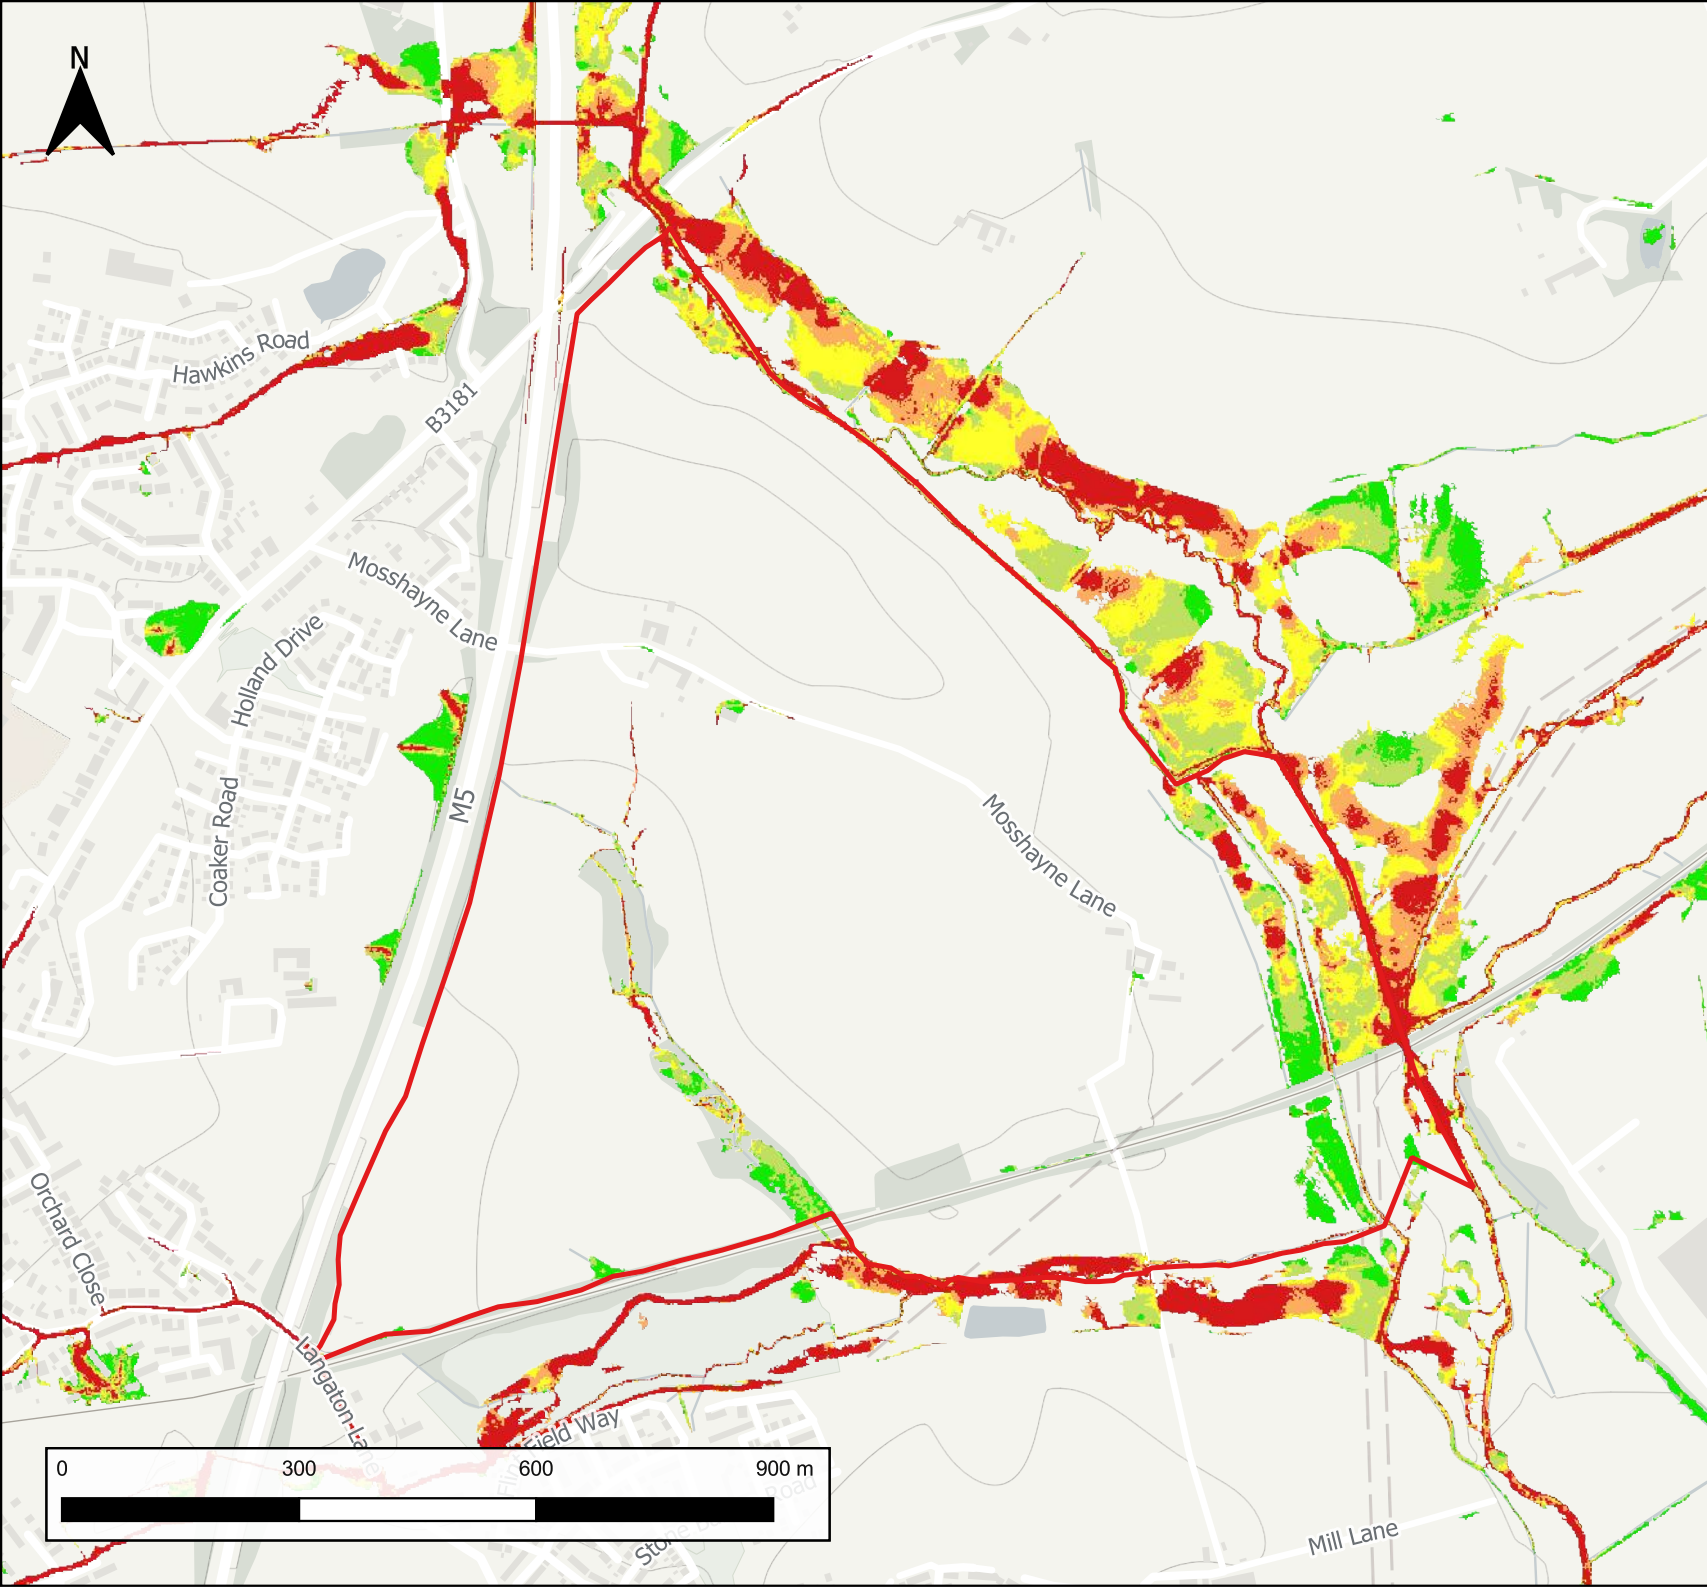 N
Hawkins Road
B3181
Mosshayne Lane
Holland Drive
M5
Coaker Road
Mosshayne Lane
Orchard Close
Langaton Lane
Field Way
0 300 600 900 m
Road
Mill Lane